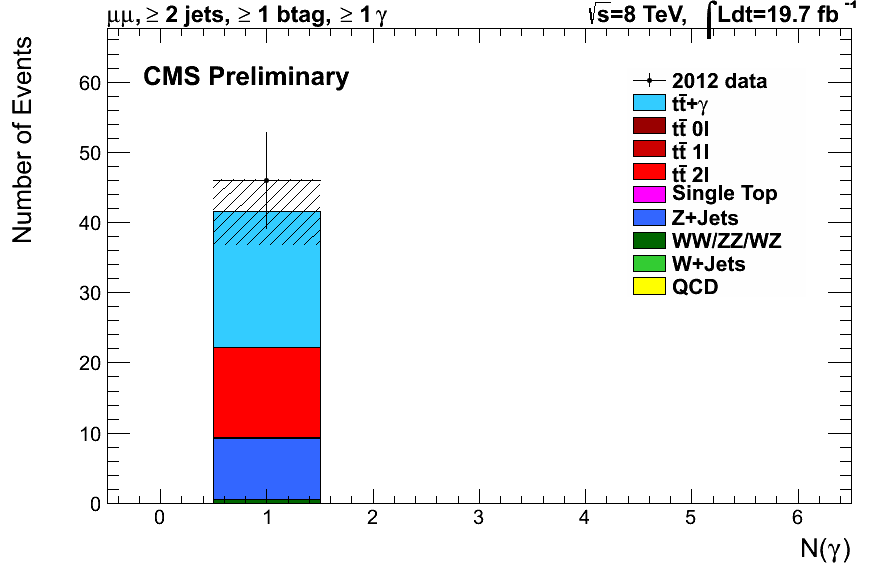 μμ, ≥ 2 jets, ≥ 1 btag, ≥ 1 γ
√s=8 TeV, ∫Ldt=19.7 fb⁻¹
CMS Preliminary
2012 data
tt̄+γ
tt̄ 0l
tt̄ 1l
tt̄ 2l
Single Top
Z+Jets
WW/ZZ/WZ
W+Jets
QCD
Number of Events
60
50
40
30
20
10
0
0 1 2 3 4 5 6
N(γ)